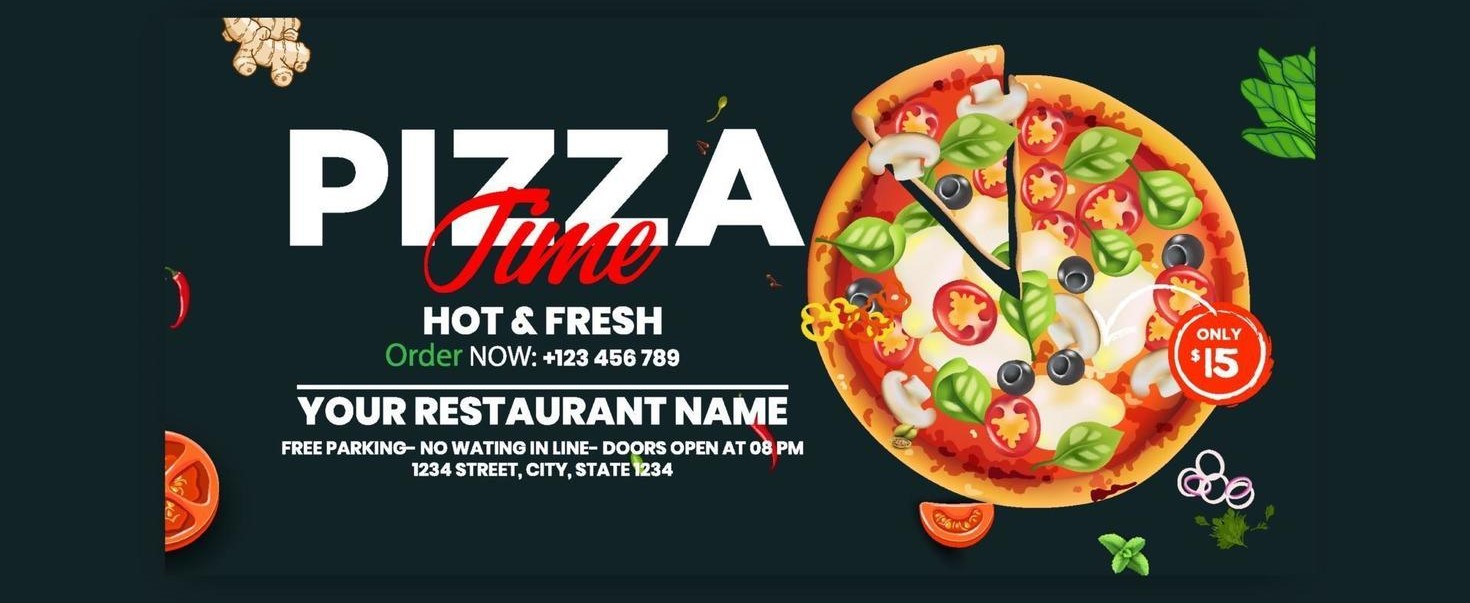 PIZZA
Time
HOT & FRESH
Order NOW: +123 456 789
YOUR RESTAURANT NAME
FREE PARKING- NO WATING IN LINE- DOORS OPEN AT 08 PM
1234 STREET, CITY, STATE 1234
ONLY
$15